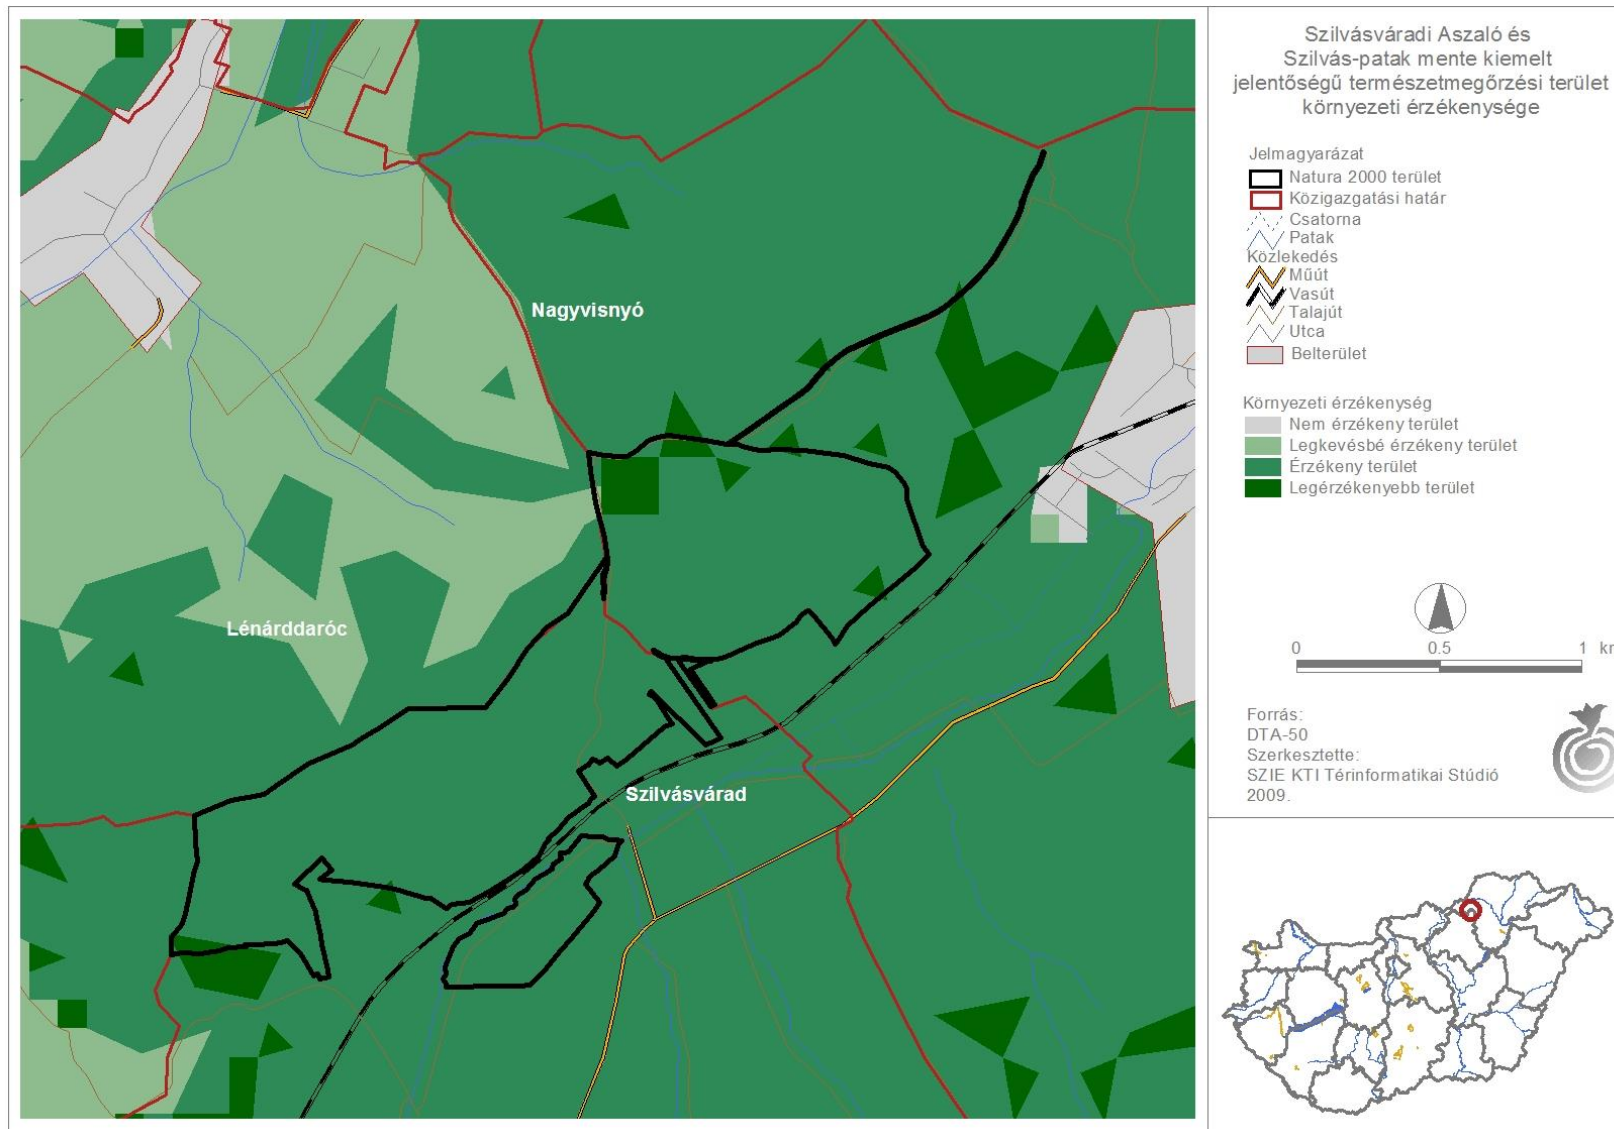 Szilvásváradi Aszaló és
Szilvás-patak mente kiemelt
jelentőségű természetmegőrzési terület
környezeti érzékenysége
Jelmagyarázat
Natura 2000 terület
Közigazgatási határ
Csatorna
Patak
Közlekedés
Műút
Vasút
Talajút
Utca
Belterület
Környezeti érzékenység
Nem érzékeny terület
Legkevésbé érzékeny terület
Érzékeny terület
Legérzékenyebb terület
0 0.5 1 km
Forrás:
DTA-50
Szerkesztette:
SZIE KTI Térinformatikai Stúdió
2009.
Nagyvisnyó
Lénárddaróc
Szilvásvárad